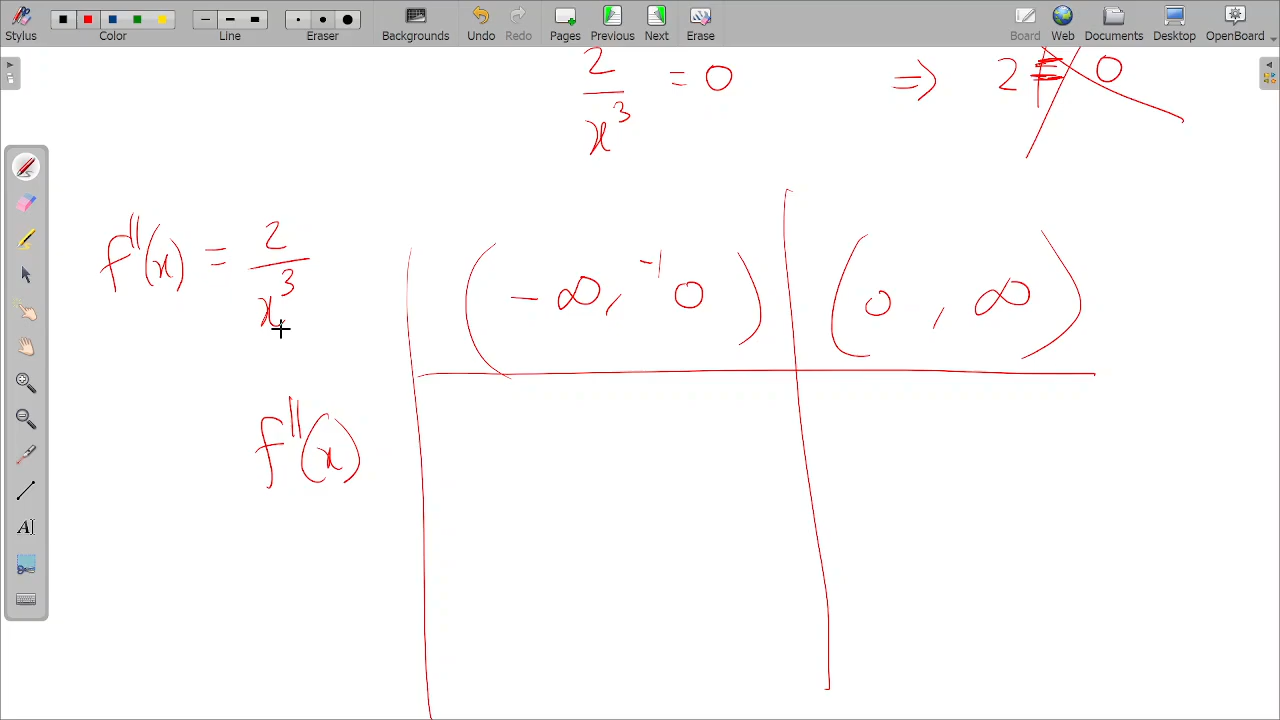 Stylus Color Line Eraser Backgrounds Undo Redo Pages Previous Next Erase Board Web Documents Desktop OpenBoard
2/x³ = 0 ⇒ 2 = 0
f''(x) = 2/x³
(-∞, -1 0) (0, ∞)
f''(x)